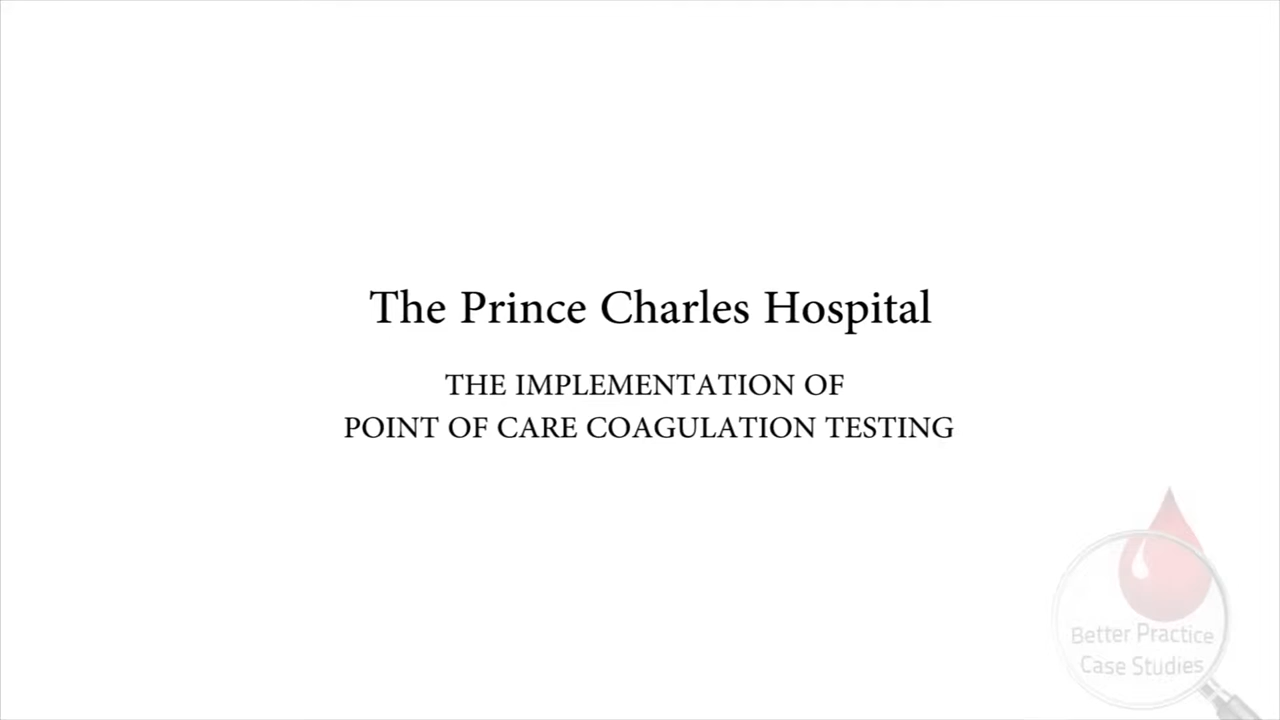 The Prince Charles Hospital
THE IMPLEMENTATION OF
POINT OF CARE COAGULATION TESTING
Better Practice
Case Studies